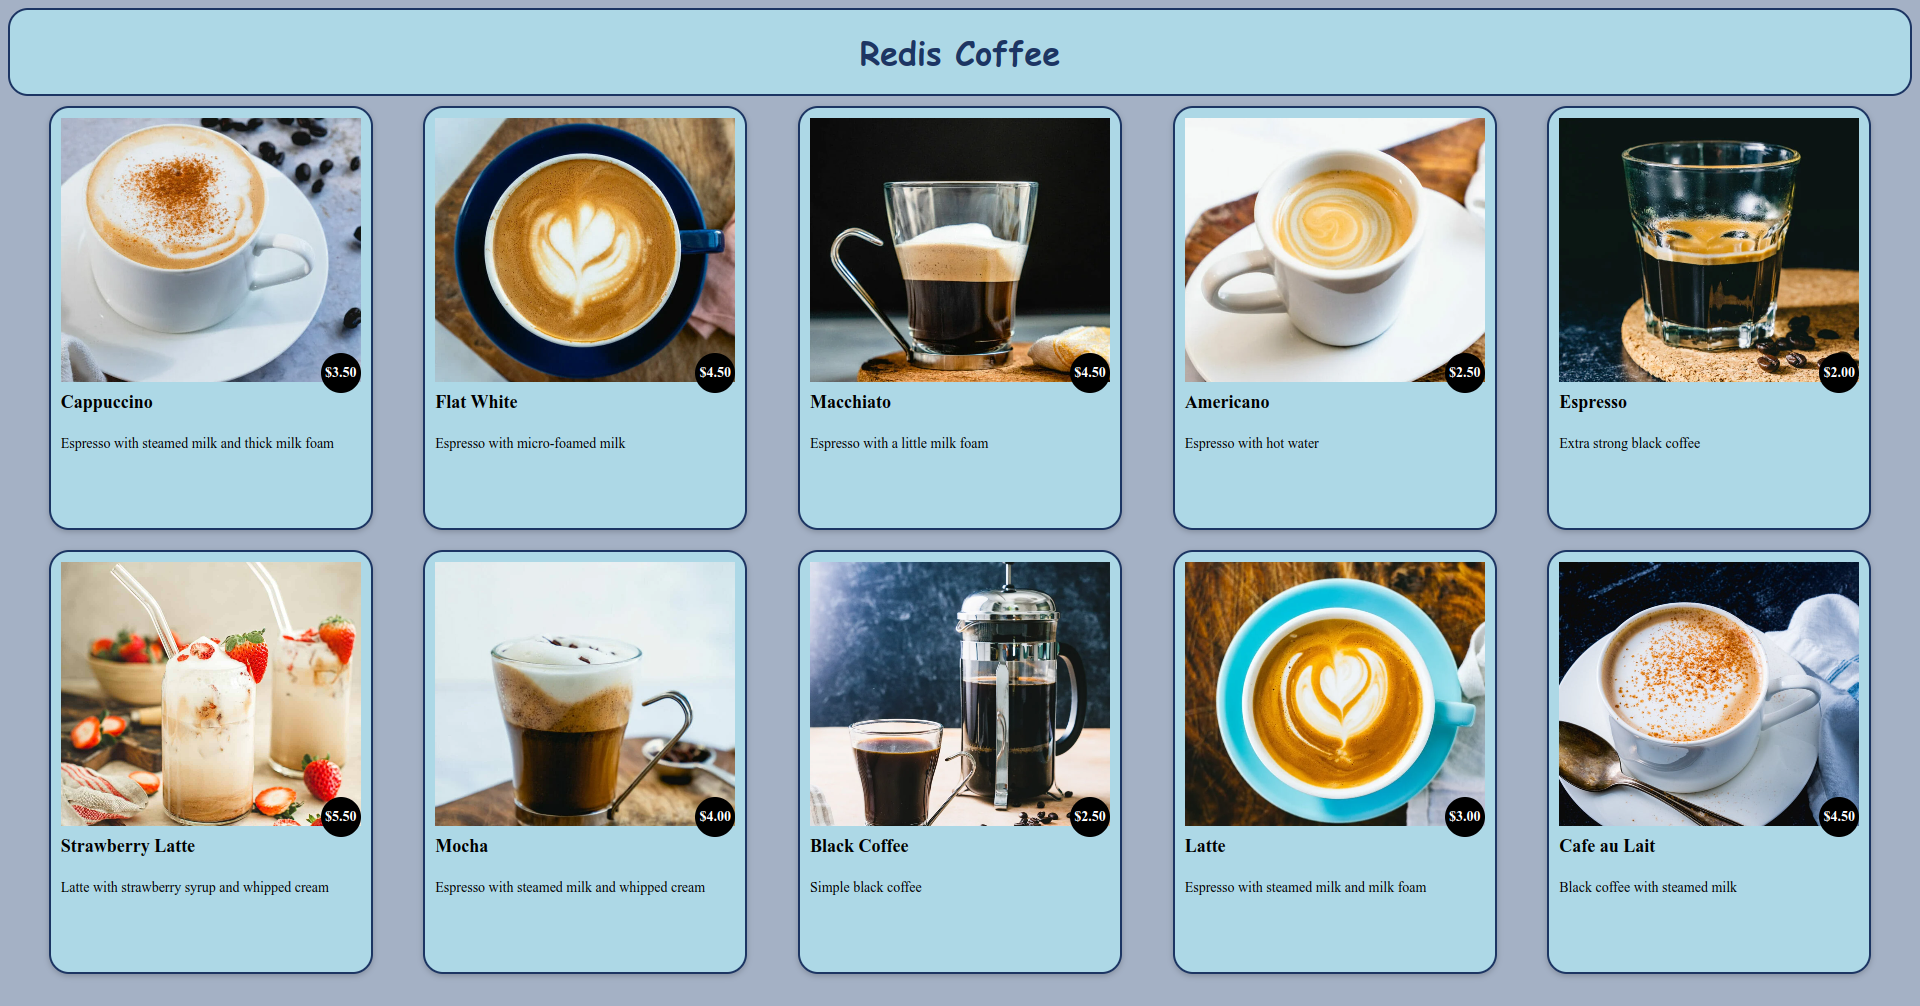 Redis Coffee
$3.50
Cappuccino
Espresso with steamed milk and thick milk foam
$4.50
Flat White
Espresso with micro-foamed milk
$4.50
Macchiato
Espresso with a little milk foam
$2.50
Americano
Espresso with hot water
$2.00
Espresso
Extra strong black coffee
$5.50
Strawberry Latte
Latte with strawberry syrup and whipped cream
$4.00
Mocha
Espresso with steamed milk and whipped cream
$2.50
Black Coffee
Simple black coffee
$3.00
Latte
Espresso with steamed milk and milk foam
$4.50
Cafe au Lait
Black coffee with steamed milk